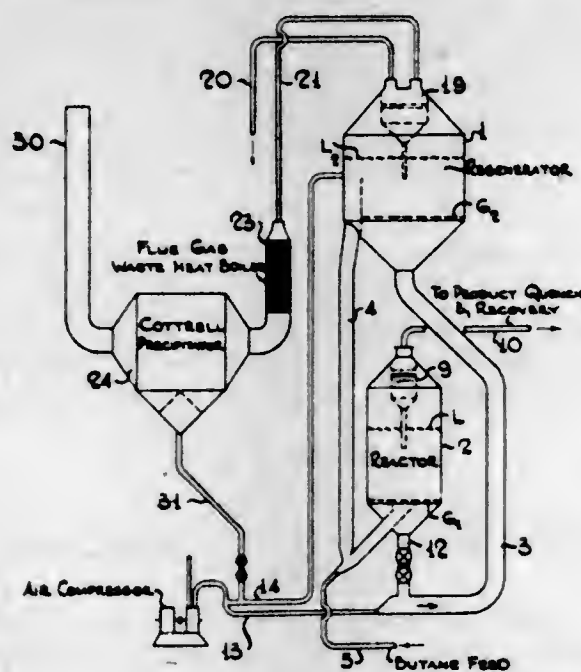 20
21
19
1
30
L2
REGENERATOR
G2
23
FLUE GAS
WASTE HEAT BOILER
TO PRODUCT QUENCH
& RECOVERY
10
4
COTTRELL
PRECIPITATOR
24
9
L
2
REACTOR
31
G1
12
3
AIR COMPRESSOR
14
13
5
BUTANE FEED